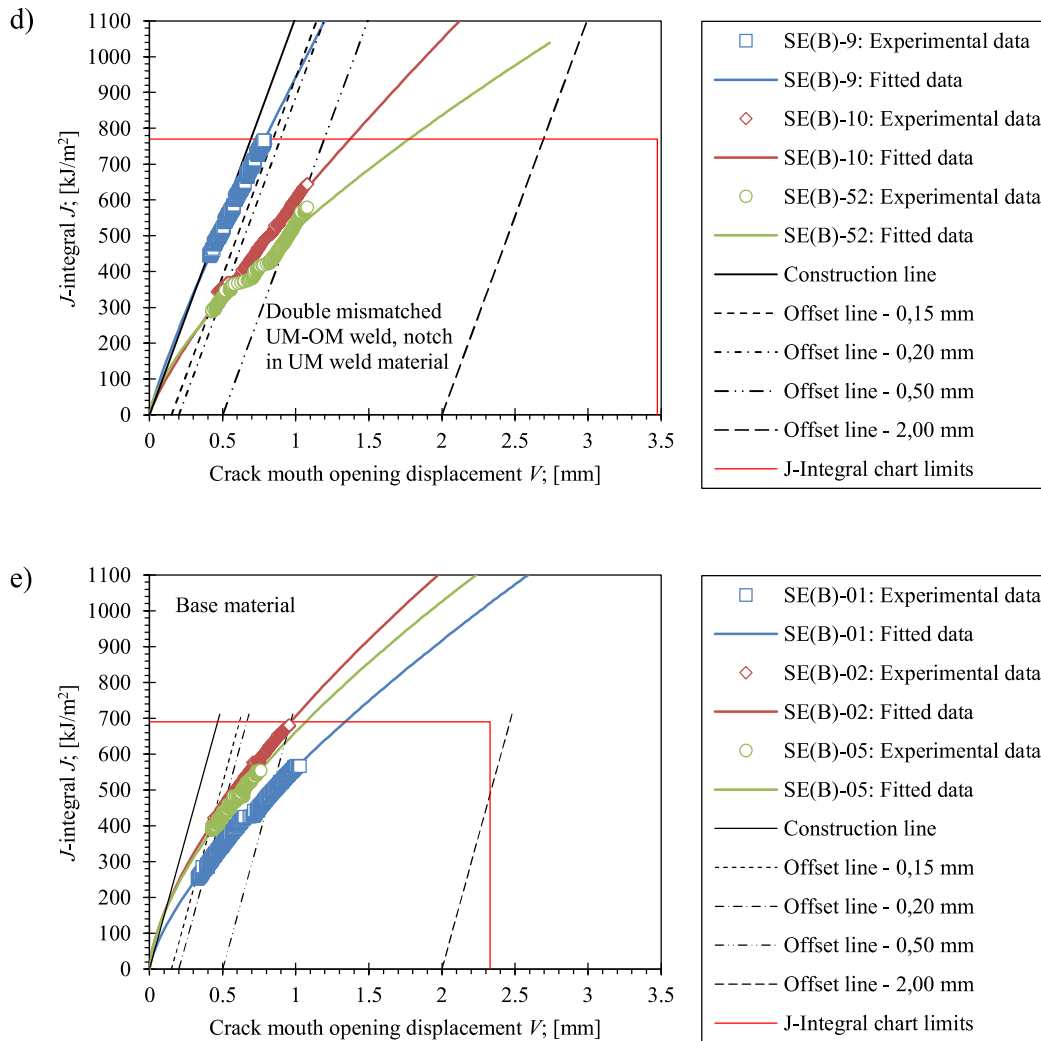 d)
1100
1000
900
800
700
600
500
400
300
200
100
0
J-integral J; [kJ/m²]
Double mismatched
UM-OM weld, notch
in UM weld material
0 0.5 1 1.5 2 2.5 3 3.5
Crack mouth opening displacement V; [mm]
SE(B)-9: Experimental data
SE(B)-9: Fitted data
SE(B)-10: Experimental data
SE(B)-10: Fitted data
SE(B)-52: Experimental data
SE(B)-52: Fitted data
Construction line
Offset line - 0,15 mm
Offset line - 0,20 mm
Offset line - 0,50 mm
Offset line - 2,00 mm
J-Integral chart limits
e)
1100
1000
900
800
700
600
500
400
300
200
100
0
J-integral J; [kJ/m²]
Base material
0 0.5 1 1.5 2 2.5 3 3.5
Crack mouth opening displacement V; [mm]
SE(B)-01: Experimental data
SE(B)-01: Fitted data
SE(B)-02: Experimental data
SE(B)-02: Fitted data
SE(B)-05: Experimental data
SE(B)-05: Fitted data
Construction line
Offset line - 0,15 mm
Offset line - 0,20 mm
Offset line - 0,50 mm
Offset line - 2,00 mm
J-Integral chart limits